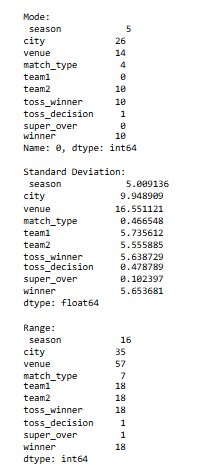 Mode:
season 5
city 26
venue 14
match_type 4
team1 0
team2 10
toss_winner 10
toss_decision 1
super_over 0
winner 10
Name: 0, dtype: int64
Standard Deviation:
season 5.009136
city 9.948909
venue 16.551121
match_type 0.466548
team1 5.735612
team2 5.555885
toss_winner 5.638729
toss_decision 0.478789
super_over 0.102397
winner 5.653681
dtype: float64
Range:
season 16
city 35
venue 57
match_type 7
team1 18
team2 18
toss_winner 18
toss_decision 1
super_over 1
winner 18
dtype: int64